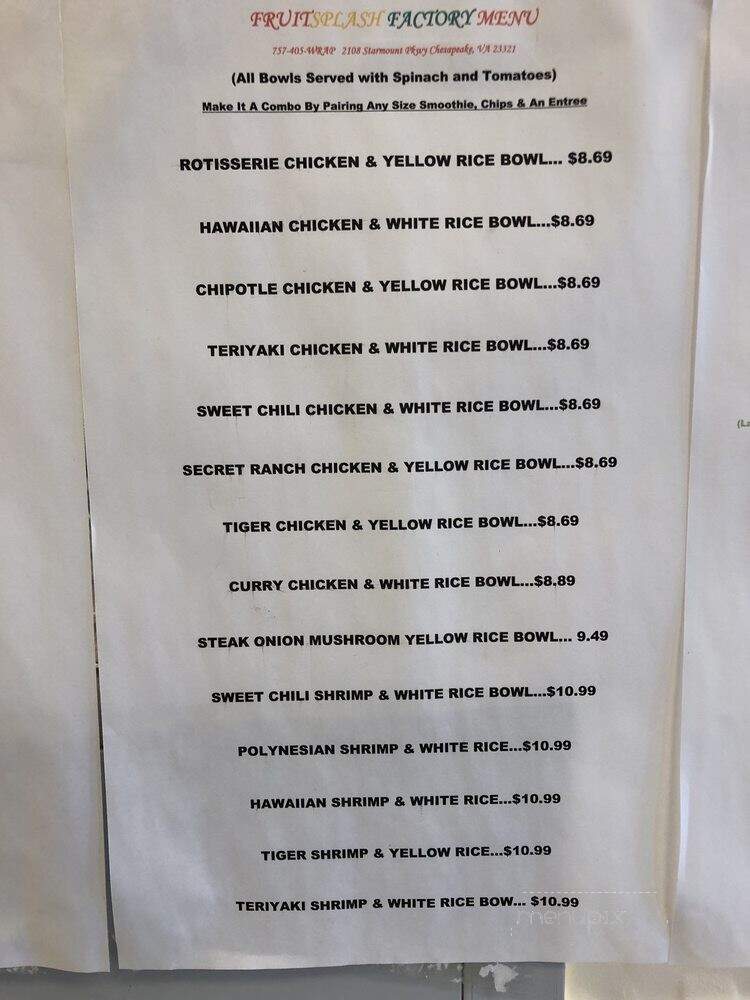 FRUITSPLASH FACTORY MENU
757-405-WRAP 2108 Starmount Pkwy Chesapeake, VA 23321
(All Bowls Served with Spinach and Tomatoes)
Make It A Combo By Pairing Any Size Smoothie, Chips & An Entree
ROTISSERIE CHICKEN & YELLOW RICE BOWL... $8.69
HAWAIIAN CHICKEN & WHITE RICE BOWL...$8.69
CHIPOTLE CHICKEN & YELLOW RICE BOWL...$8.69
TERIYAKI CHICKEN & WHITE RICE BOWL...$8.69
SWEET CHILI CHICKEN & WHITE RICE BOWL...$8.69
SECRET RANCH CHICKEN & YELLOW RICE BOWL...$8.69
TIGER CHICKEN & YELLOW RICE BOWL...$8.69
CURRY CHICKEN & WHITE RICE BOWL...$8.89
STEAK ONION MUSHROOM YELLOW RICE BOWL... 9.49
SWEET CHILI SHRIMP & WHITE RICE BOWL...$10.99
POLYNESIAN SHRIMP & WHITE RICE...$10.99
HAWAIIAN SHRIMP & WHITE RICE...$10.99
TIGER SHRIMP & YELLOW RICE...$10.99
TERIYAKI SHRIMP & WHITE RICE BOW... $10.99
menupix